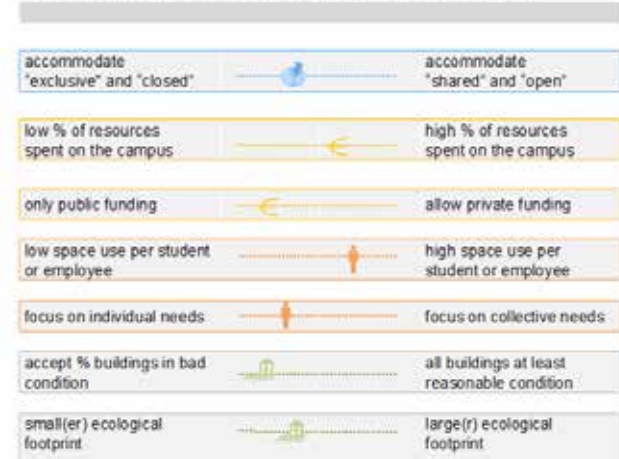 accommodate
"exclusive" and "closed"
accommodate
"shared" and "open"
low % of resources
spent on the campus
high % of resources
spent on the campus
only public funding
allow private funding
low space use per student
or employee
high space use per
student or employee
focus on individual needs
focus on collective needs
accept % buildings in bad
condition
all buildings at least
reasonable condition
small(er) ecological
footprint
large(r) ecological
footprint